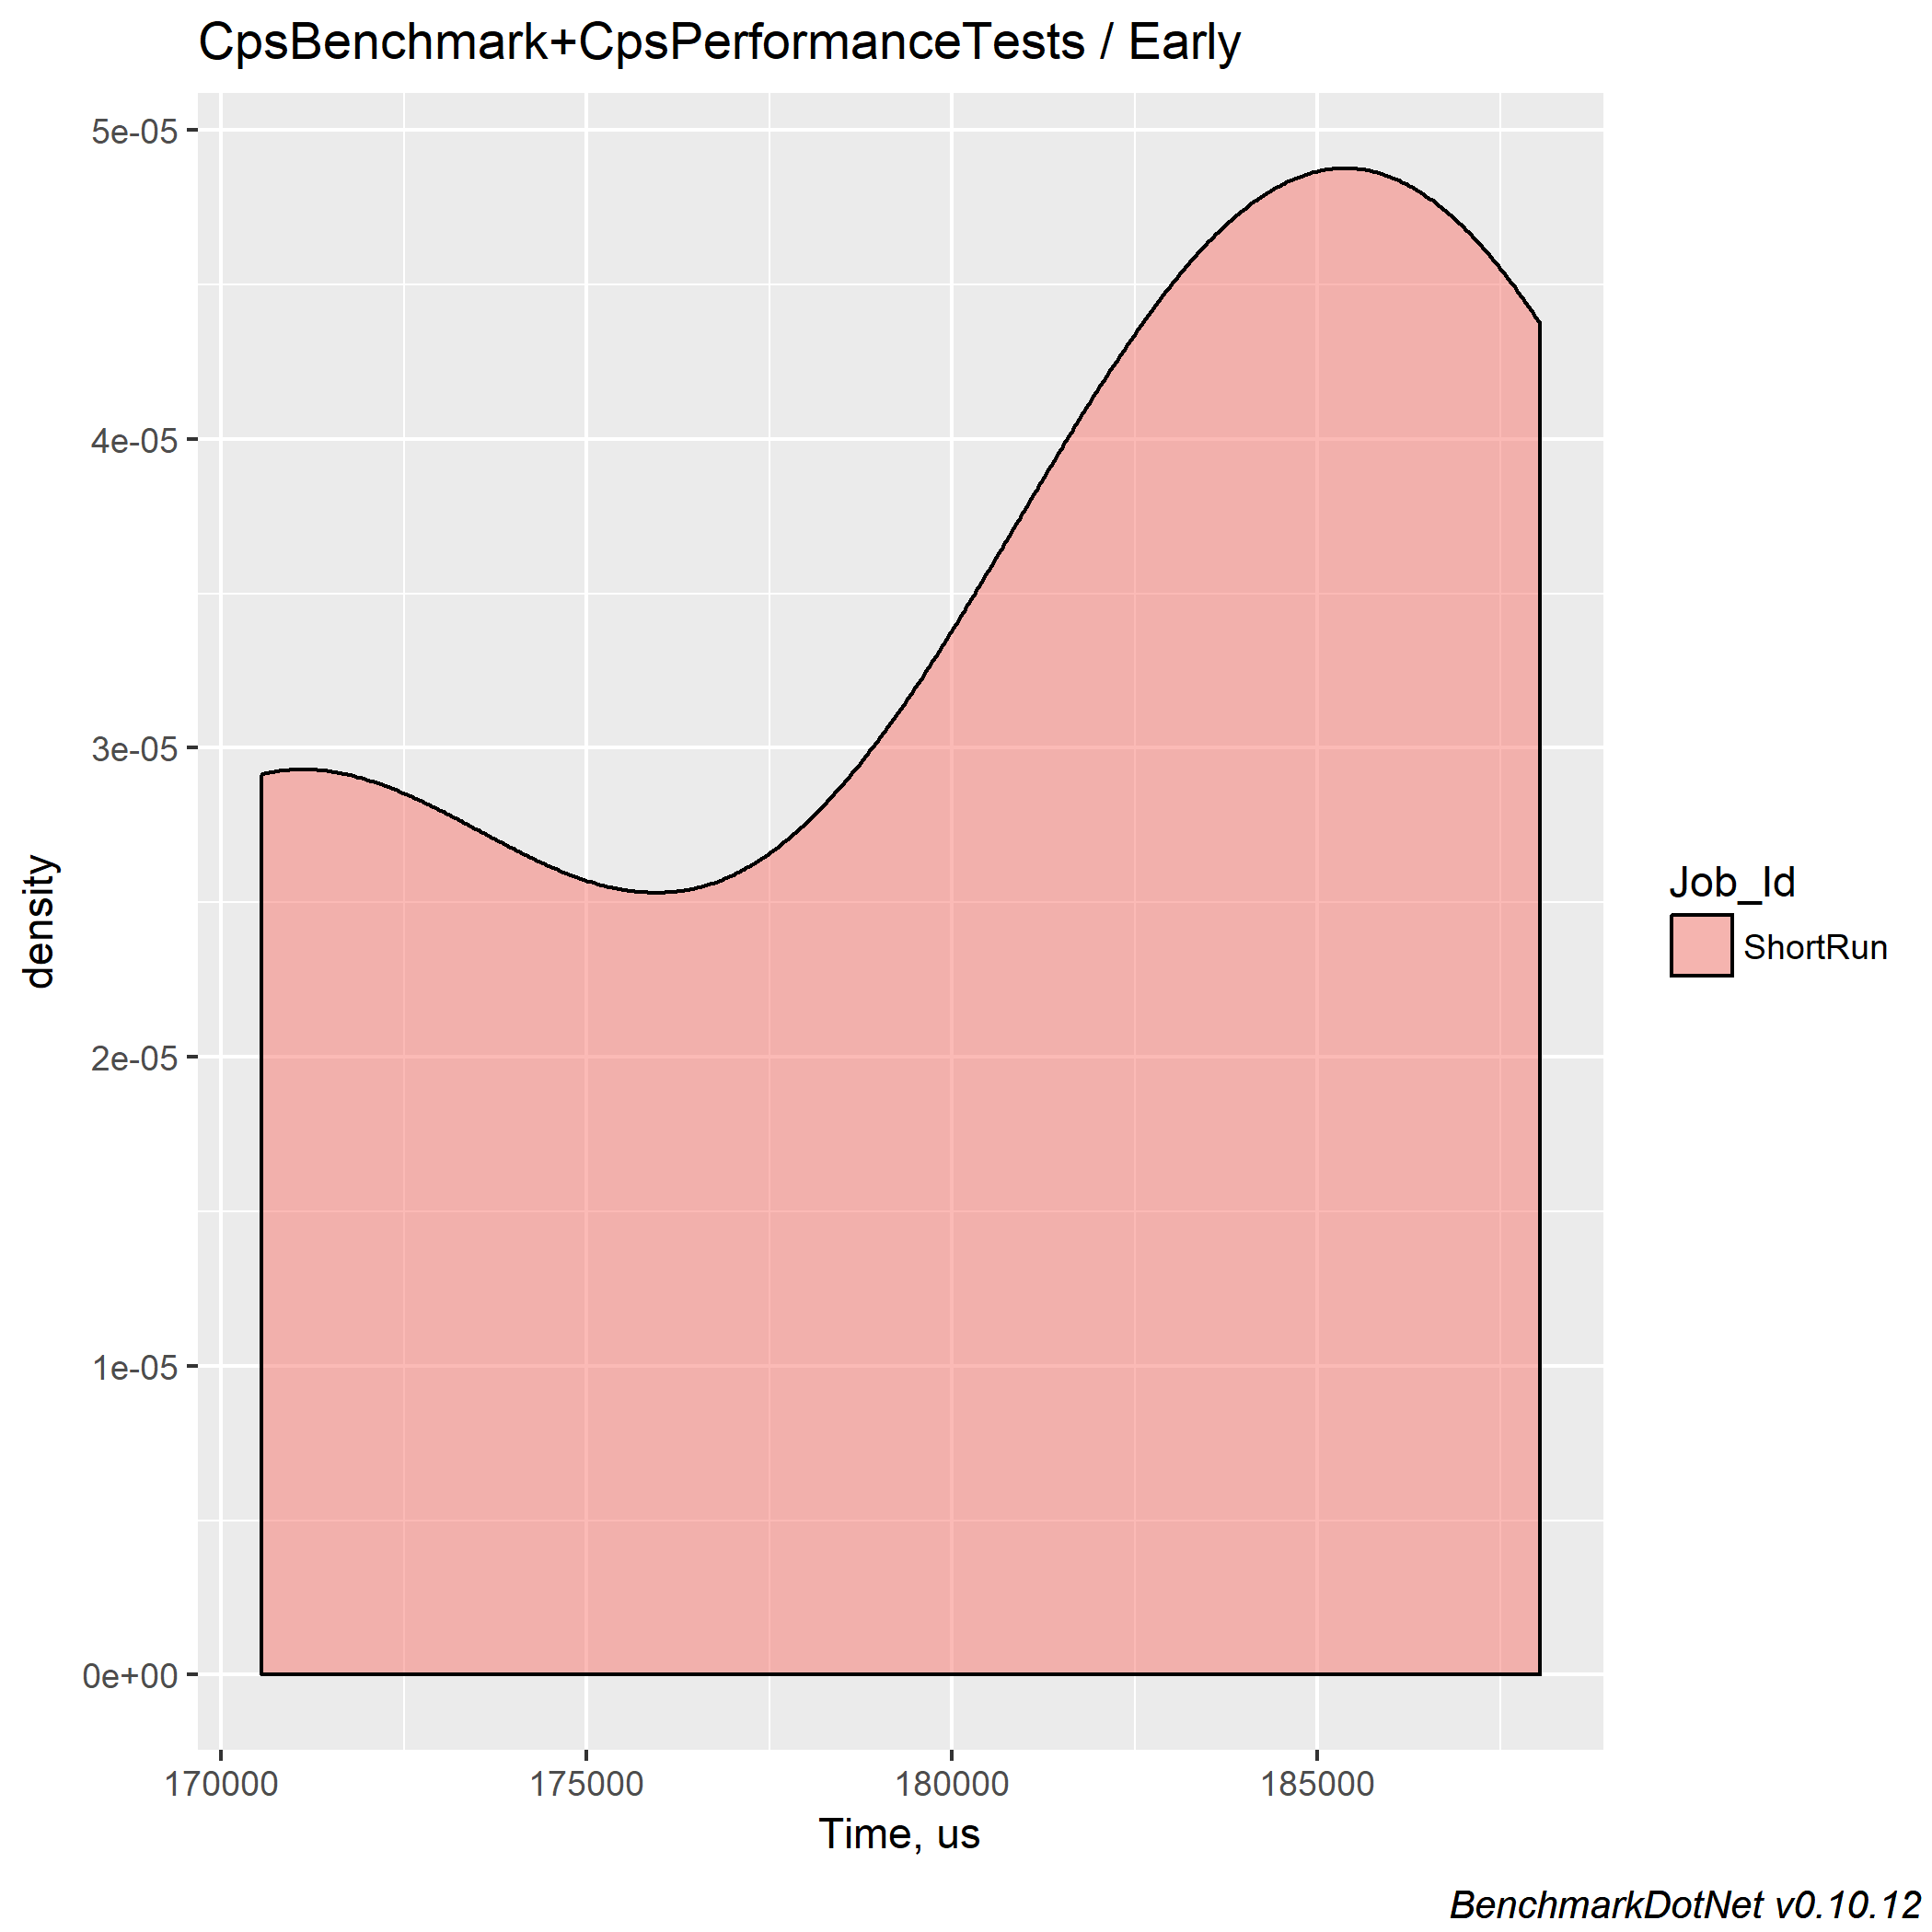 CpsBenchmark+CpsPerformanceTests / Early
5e-05
4e-05
3e-05
2e-05
1e-05
0e+00
density
170000 175000 180000 185000
Time, us
Job_Id
ShortRun
BenchmarkDotNet v0.10.12